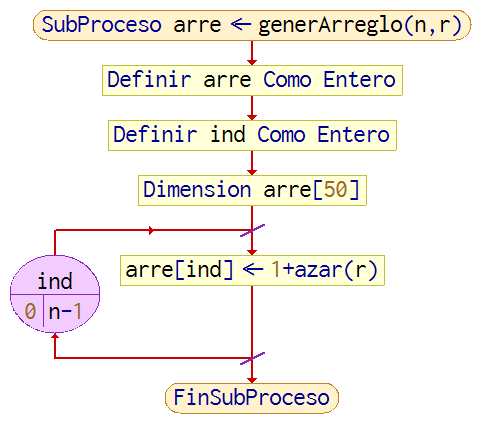 SubProceso arre ← generArreglo(n,r)
Definir arre Como Entero
Definir ind Como Entero
Dimension arre[50]
arre[ind] ← 1+azar(r)
ind
0 n-1
FinSubProceso